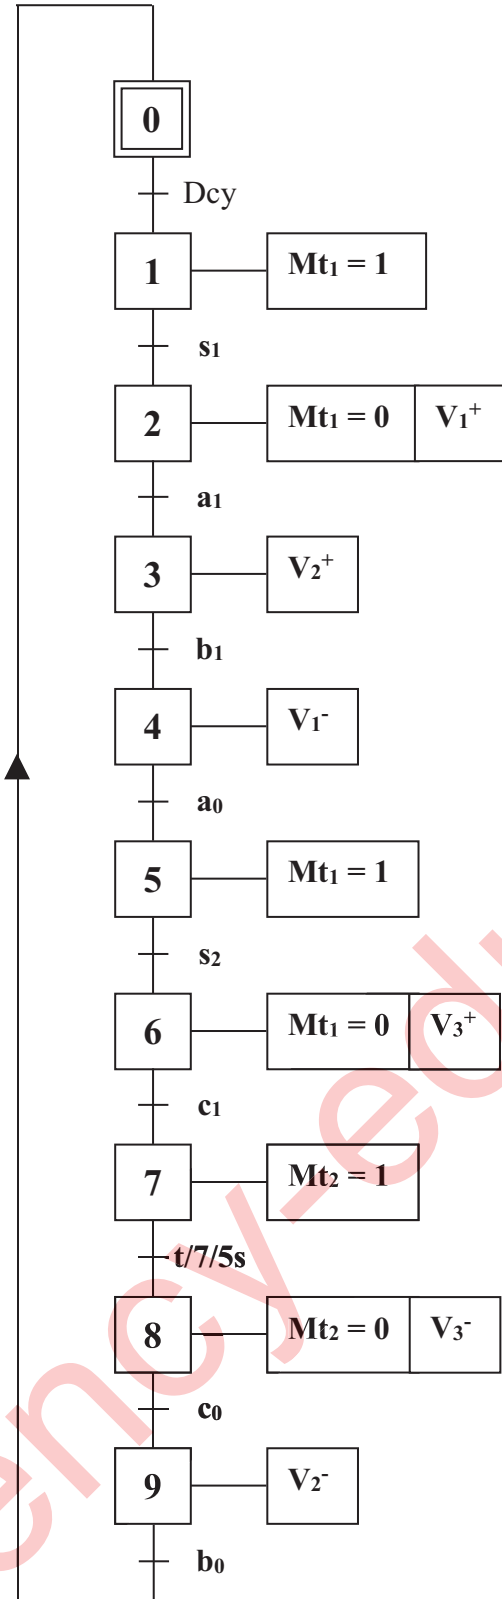 0
Dcy
1 Mt₁ = 1
s₁
2 Mt₁ = 0 V₁⁺
a₁
3 V₂⁺
b₁
4 V₁⁻
a₀
5 Mt₁ = 1
s₂
6 Mt₁ = 0 V₃⁺
c₁
7 Mt₂ = 1
t/7/5s
8 Mt₂ = 0 V₃⁻
c₀
9 V₂⁻
b₀
ency-ed